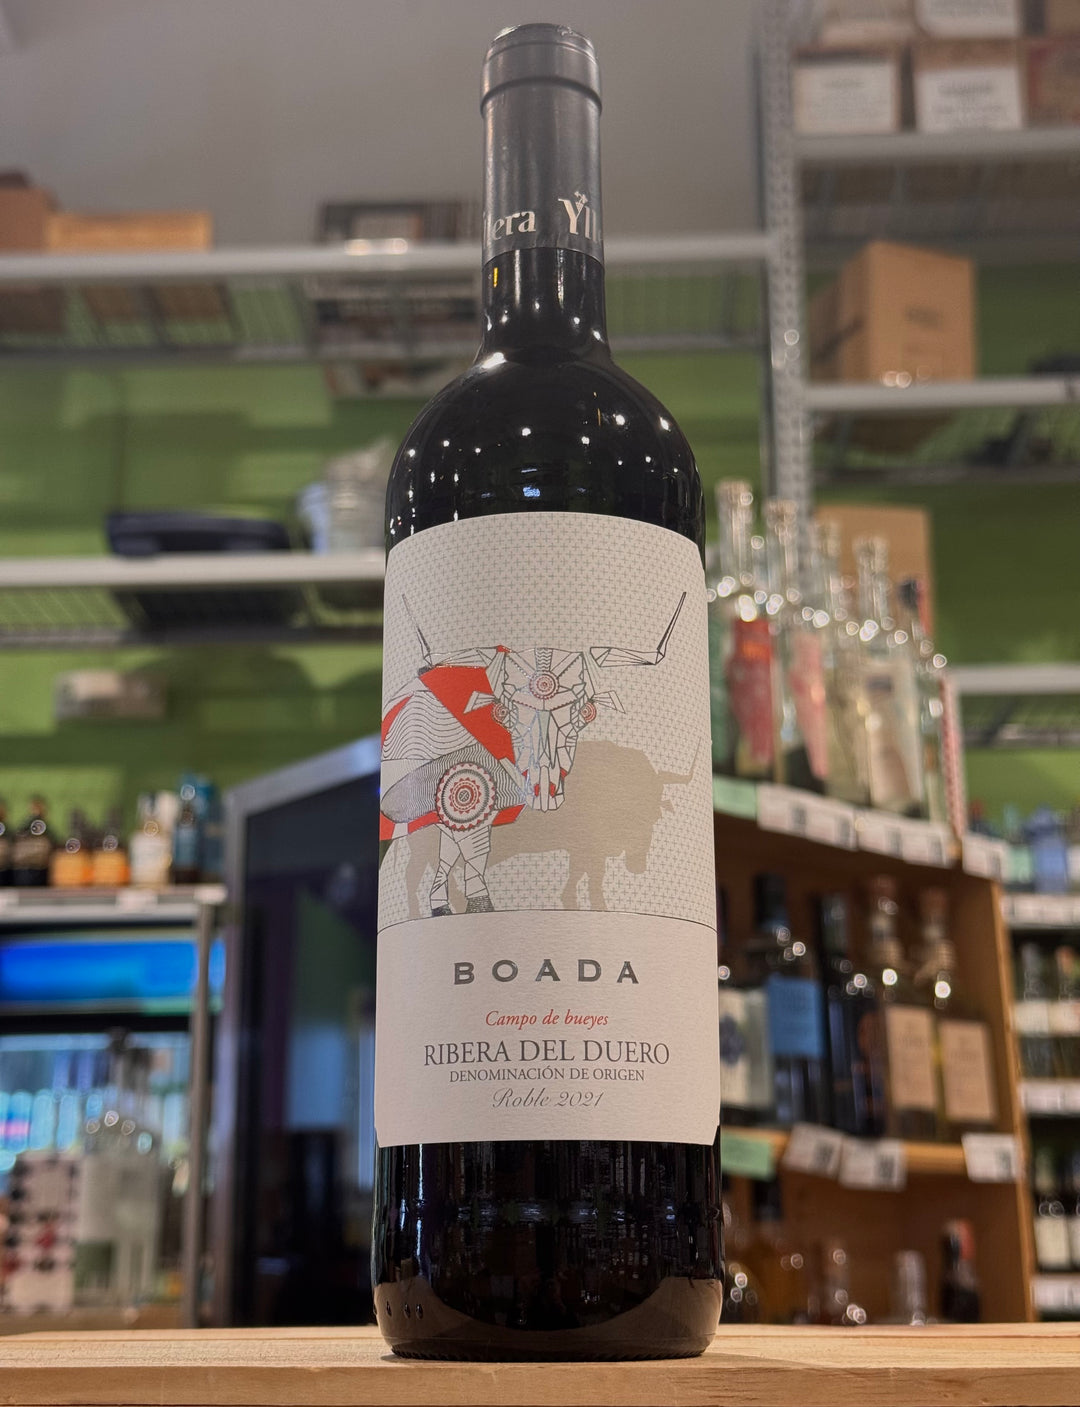 BOADA
Campo de bueyes
RIBERA DEL DUERO
DENOMINACIÓN DE ORIGEN
Roble 2021